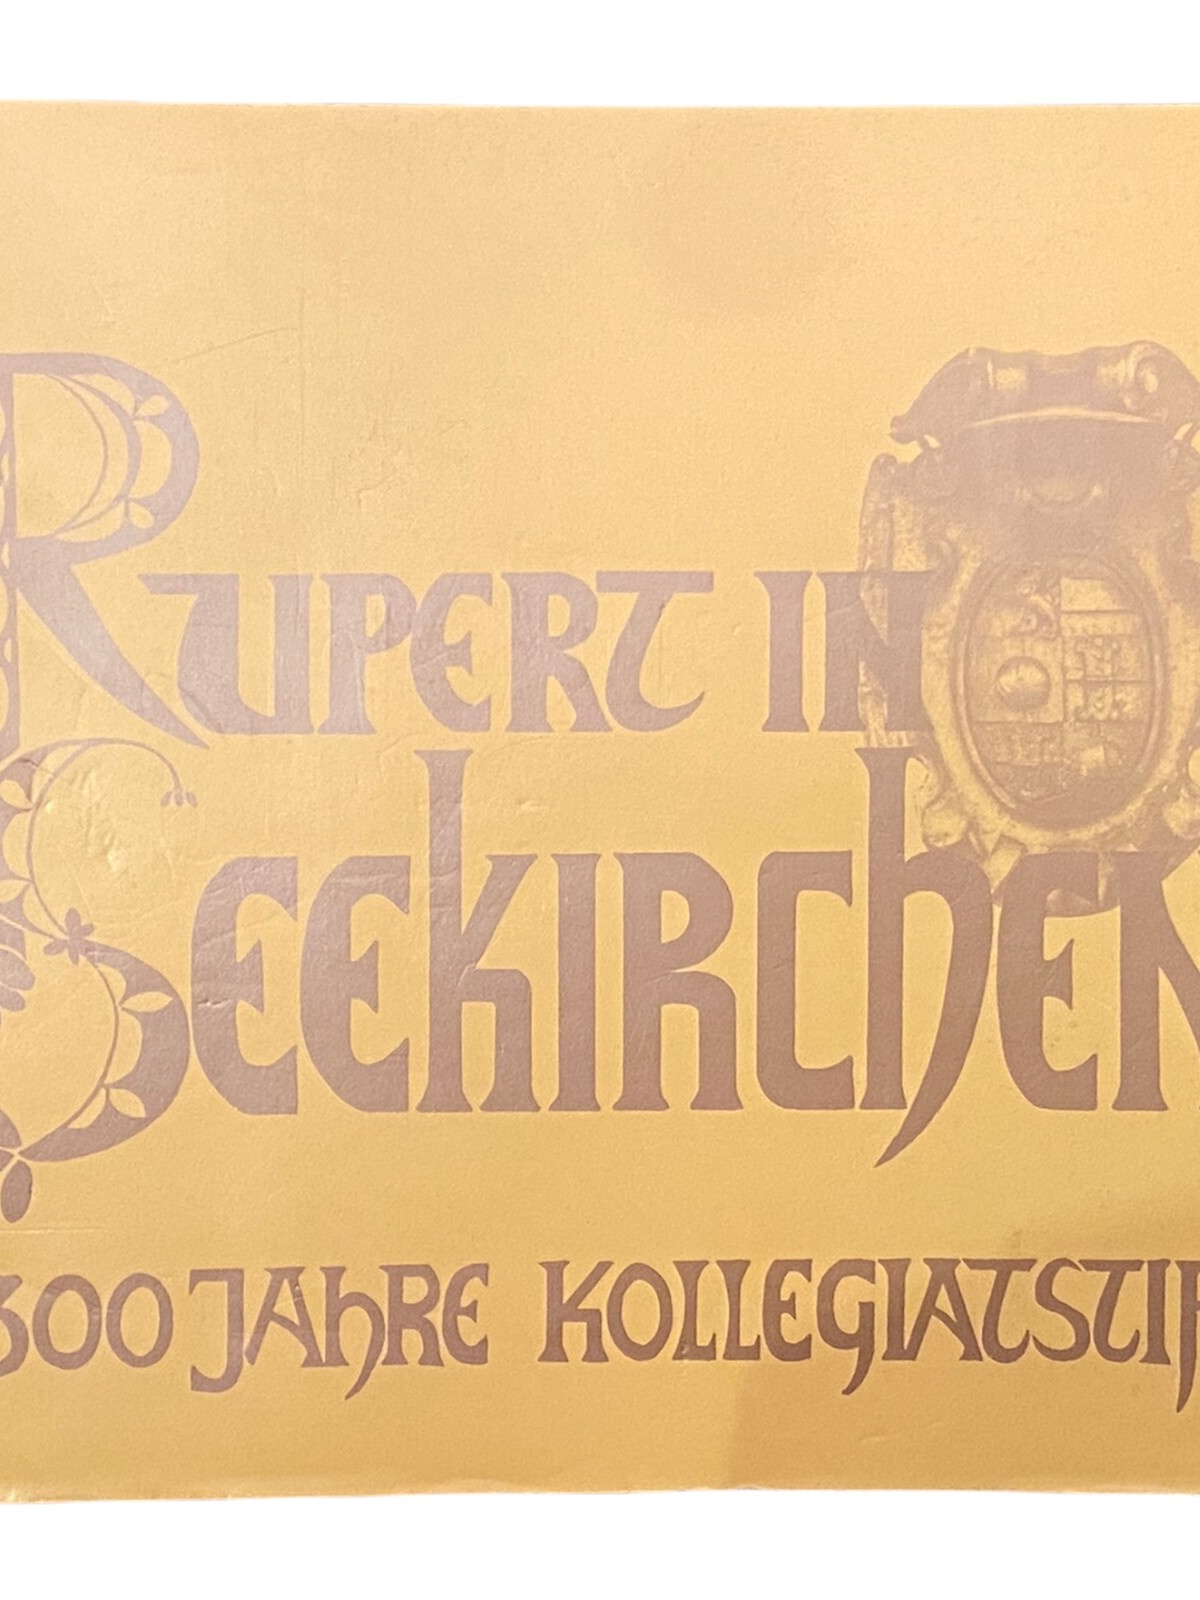 Rupert in
Seekirchen
300 Jahre Kollegiatstif